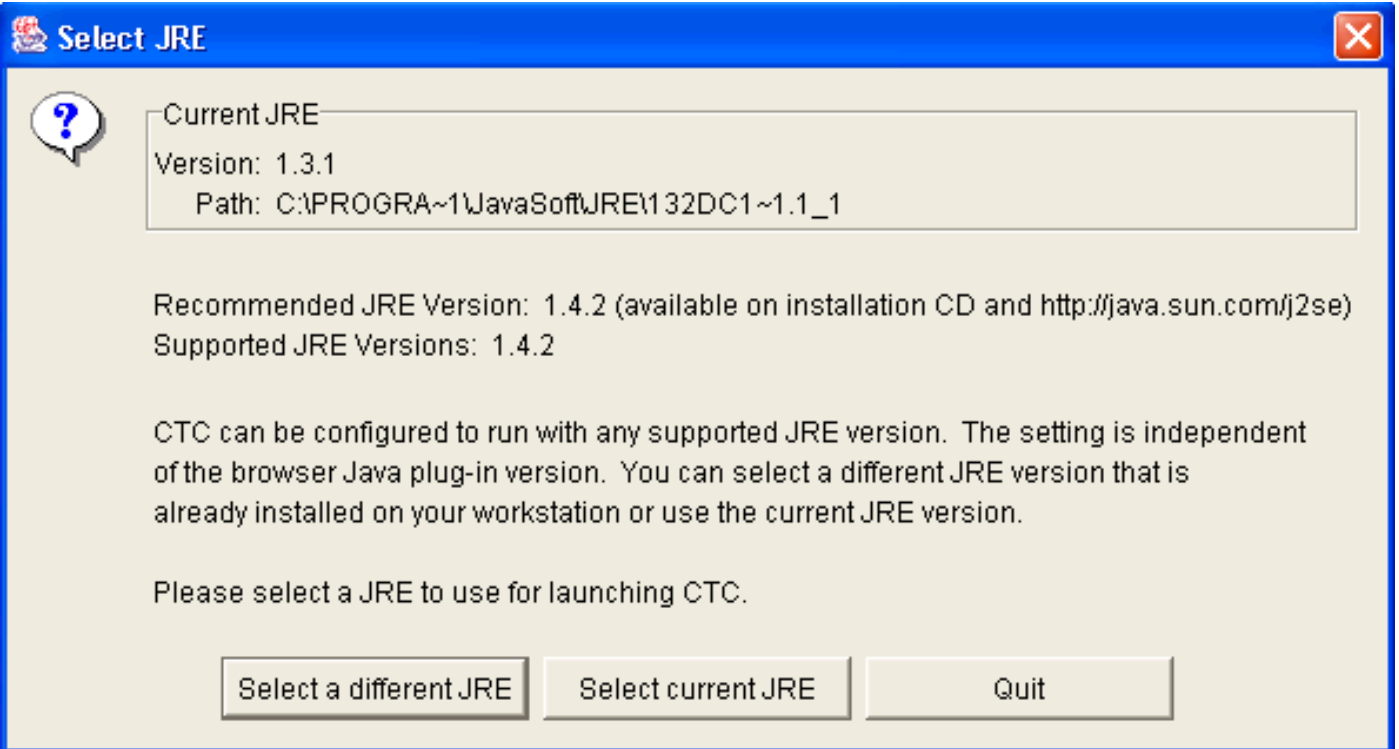 Select JRE
Current JRE
Version: 1.3.1
Path: C:\PROGRA~1\JavaSoft\JRE\132DC1~1.1_1
Recommended JRE Version: 1.4.2 (available on installation CD and http://java.sun.com/j2se)
Supported JRE Versions: 1.4.2
CTC can be configured to run with any supported JRE version. The setting is independent
of the browser Java plug-in version. You can select a different JRE version that is
already installed on your workstation or use the current JRE version.
Please select a JRE to use for launching CTC.
Select a different JRE
Select current JRE
Quit